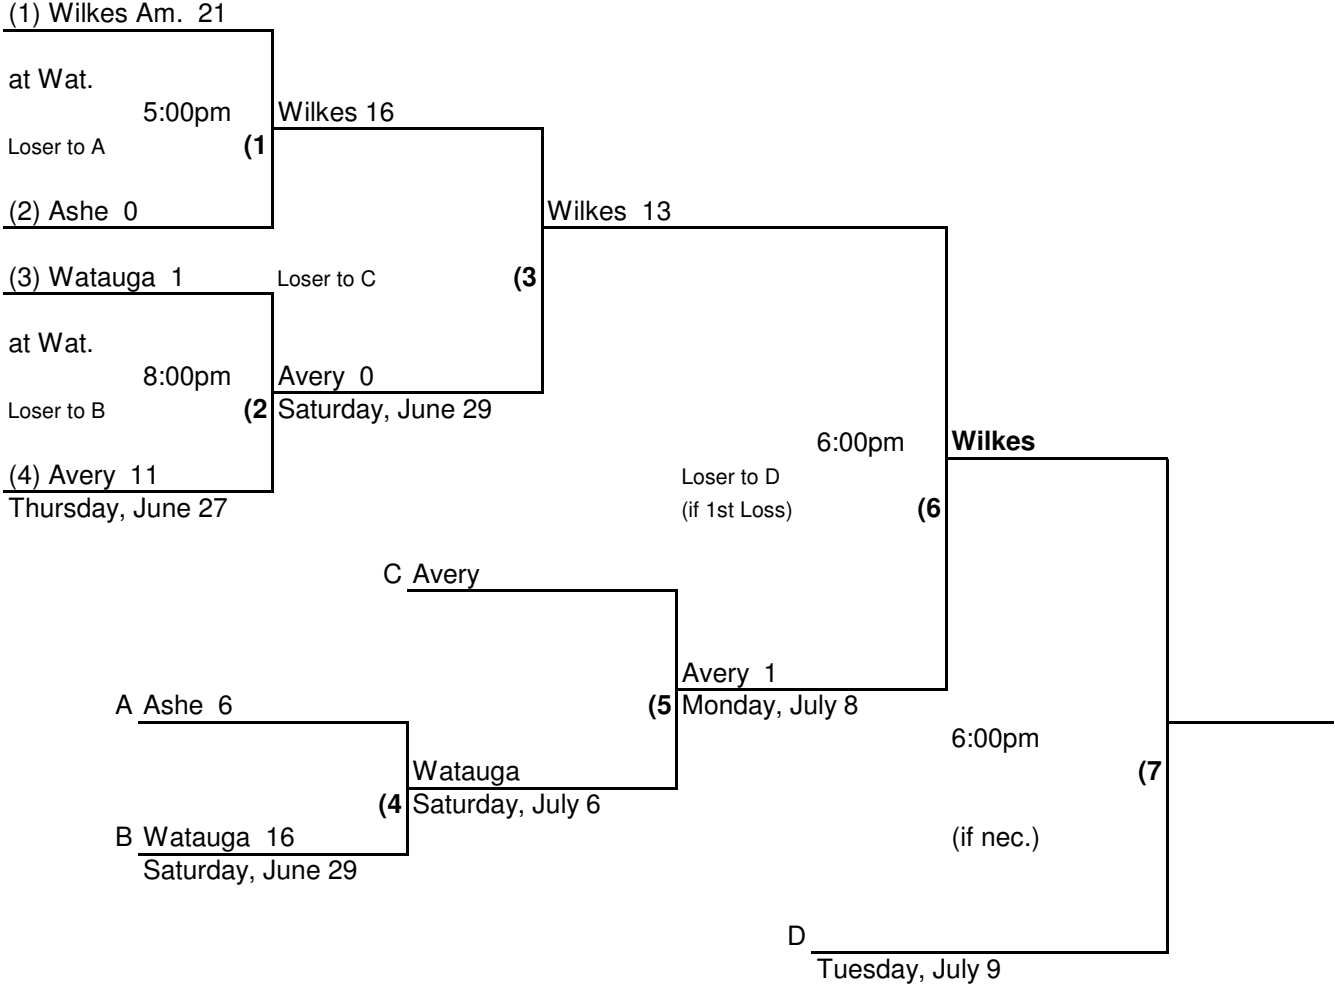 (1) Wilkes Am.  21
at Wat.
5:00pm
Wilkes 16
Loser to A
(1
(2) Ashe  0
Wilkes  13
(3) Watauga  1
Loser to C
(3
at Wat.
8:00pm
Avery  0
Loser to B
(2
Saturday, June 29
6:00pm
Wilkes
(4) Avery  11
Loser to D
Thursday, June 27
(if 1st Loss)
(6
C Avery
Avery  1
A Ashe  6
(5
Monday, July 8
6:00pm
Watauga
(7
(4
Saturday, July 6
B Watauga  16
(if nec.)
Saturday, June 29
D
Tuesday, July 9